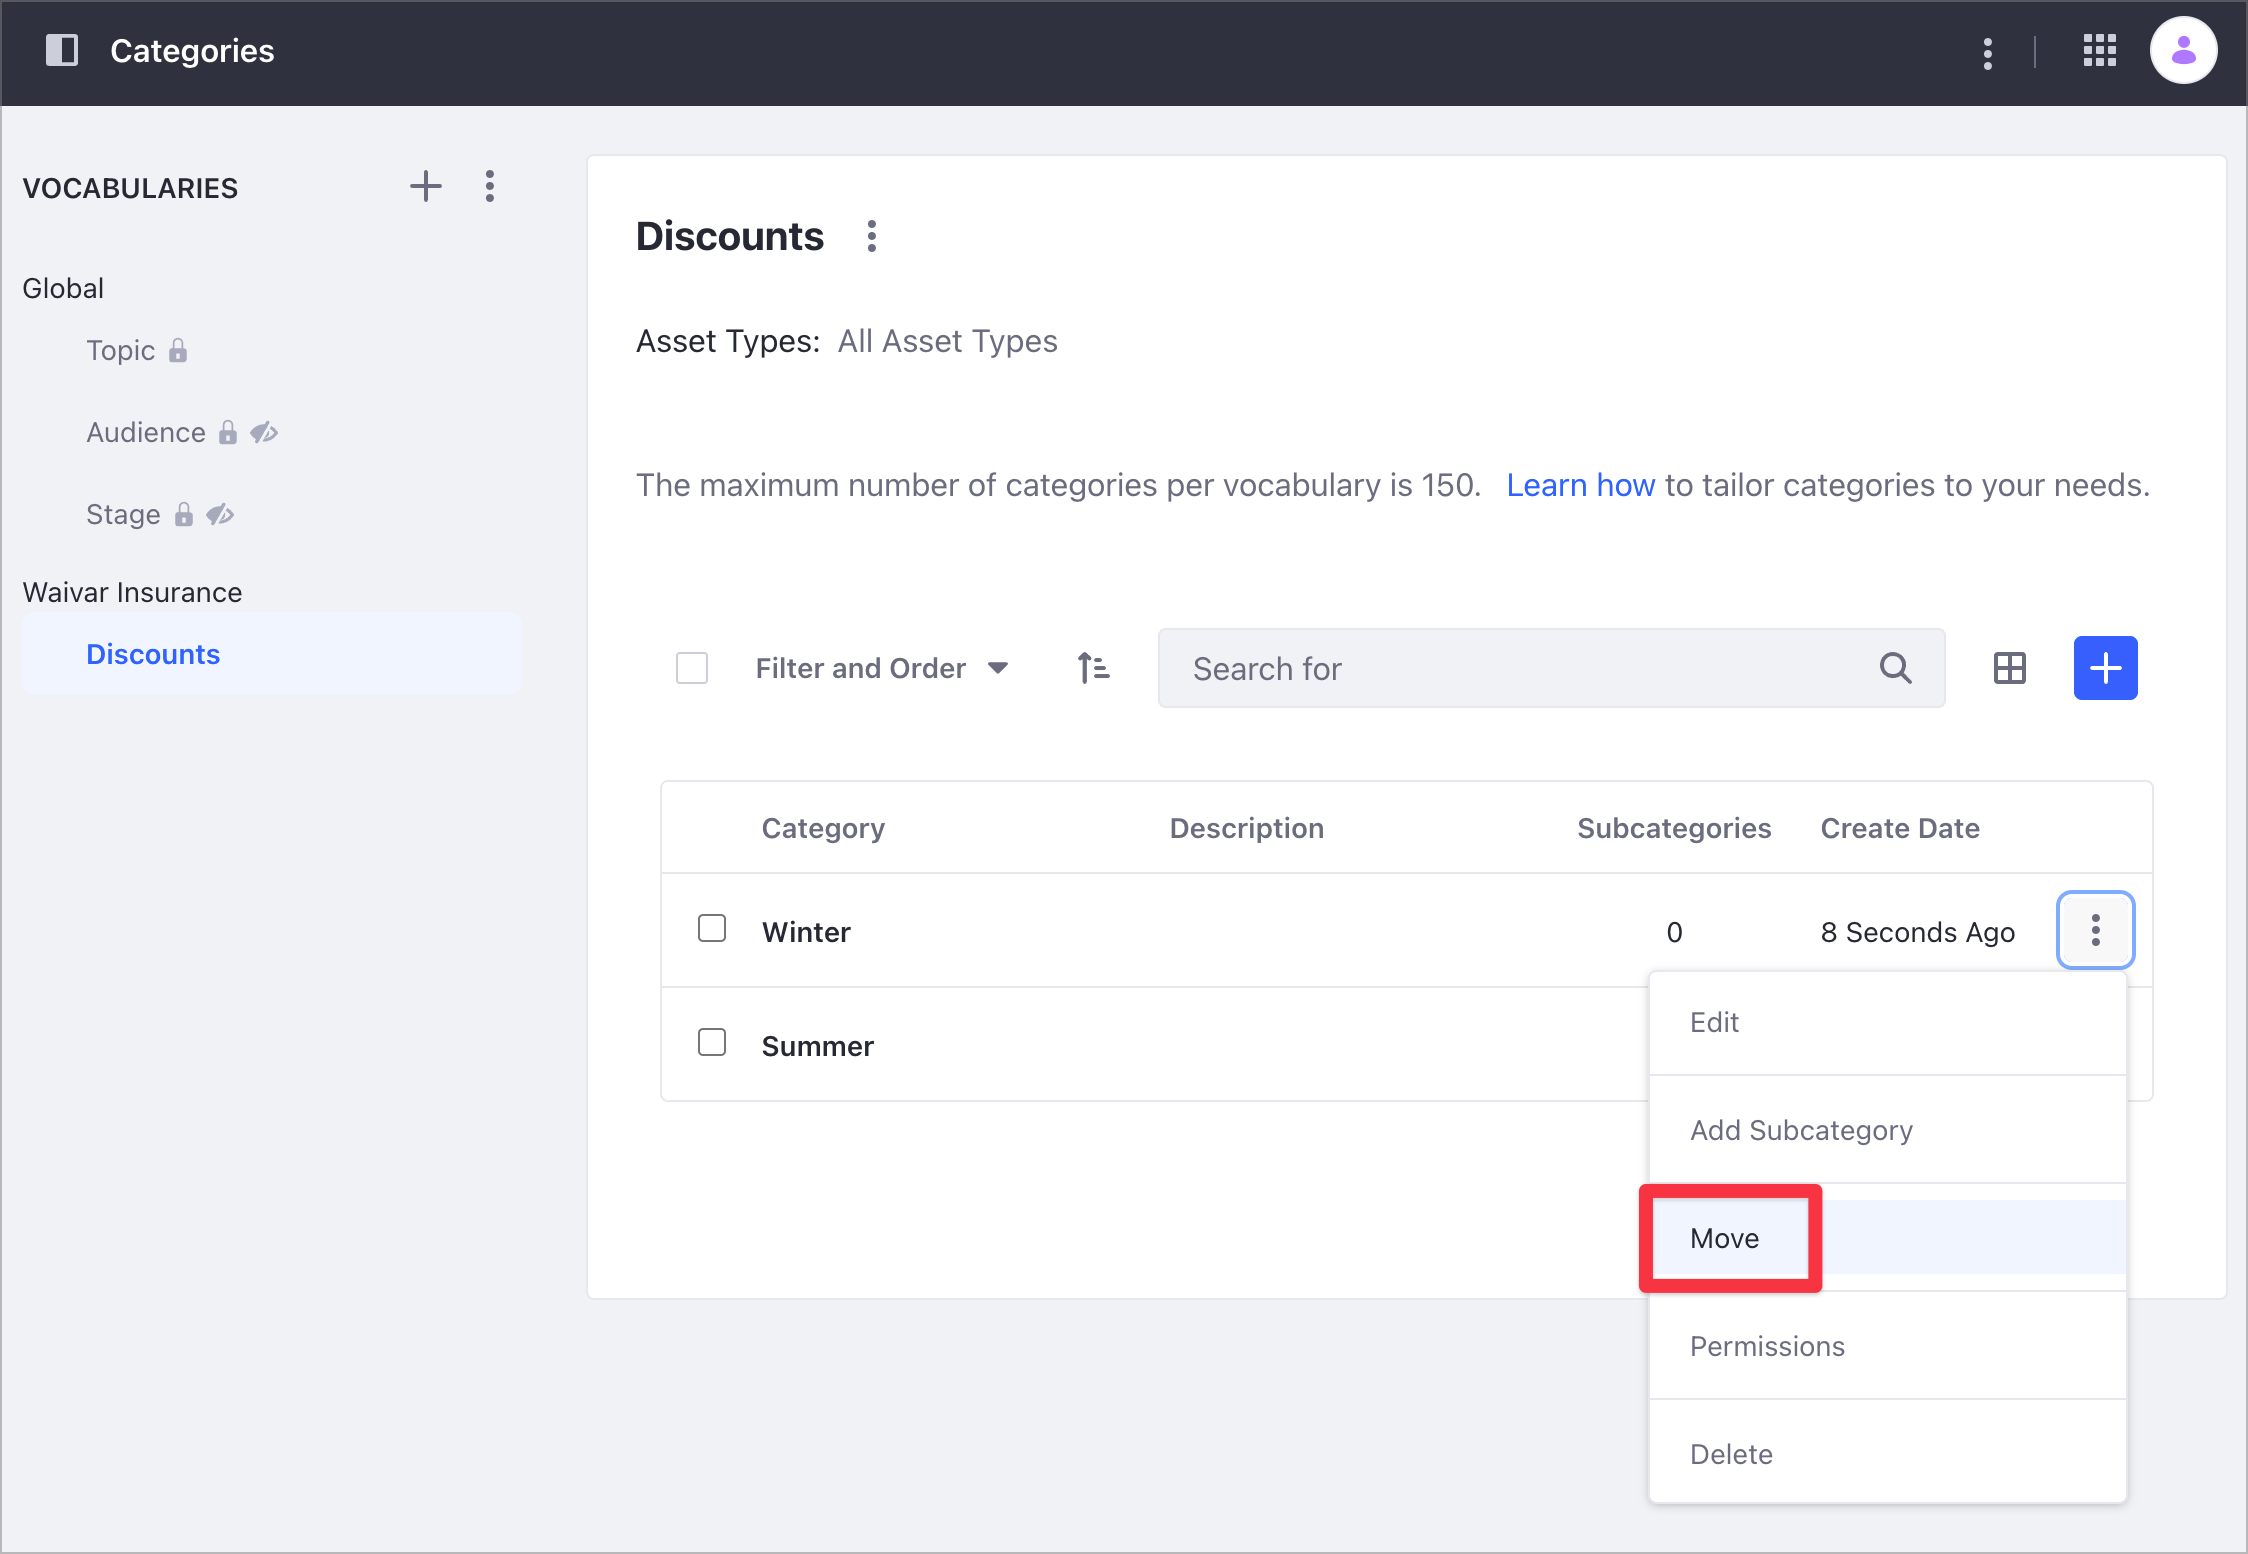 Categories
VOCABULARIES
Global
Topic
Audience
Stage
Waivar Insurance
Discounts
Discounts
Asset Types: All Asset Types
The maximum number of categories per vocabulary is 150. Learn how to tailor categories to your needs.
Filter and Order
Search for
Category Description Subcategories Create Date
Winter 0 8 Seconds Ago
Summer
Edit
Add Subcategory
Move
Permissions
Delete